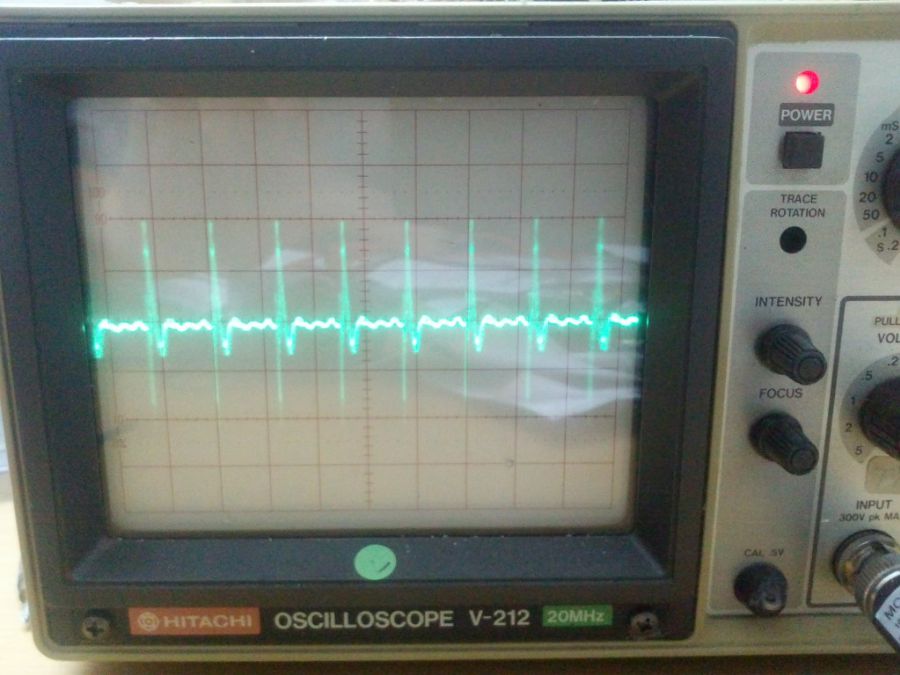 POWER
TRACE
ROTATION
INTENSITY
FOCUS
CAL .5V
mS
2
5
10
20
50
.1
S .2
PULL
VOL
.2
.5
1
2
5
INPUT
300V pk MA
100
90
HITACHI OSCILLOSCOPE V-212 20MHz